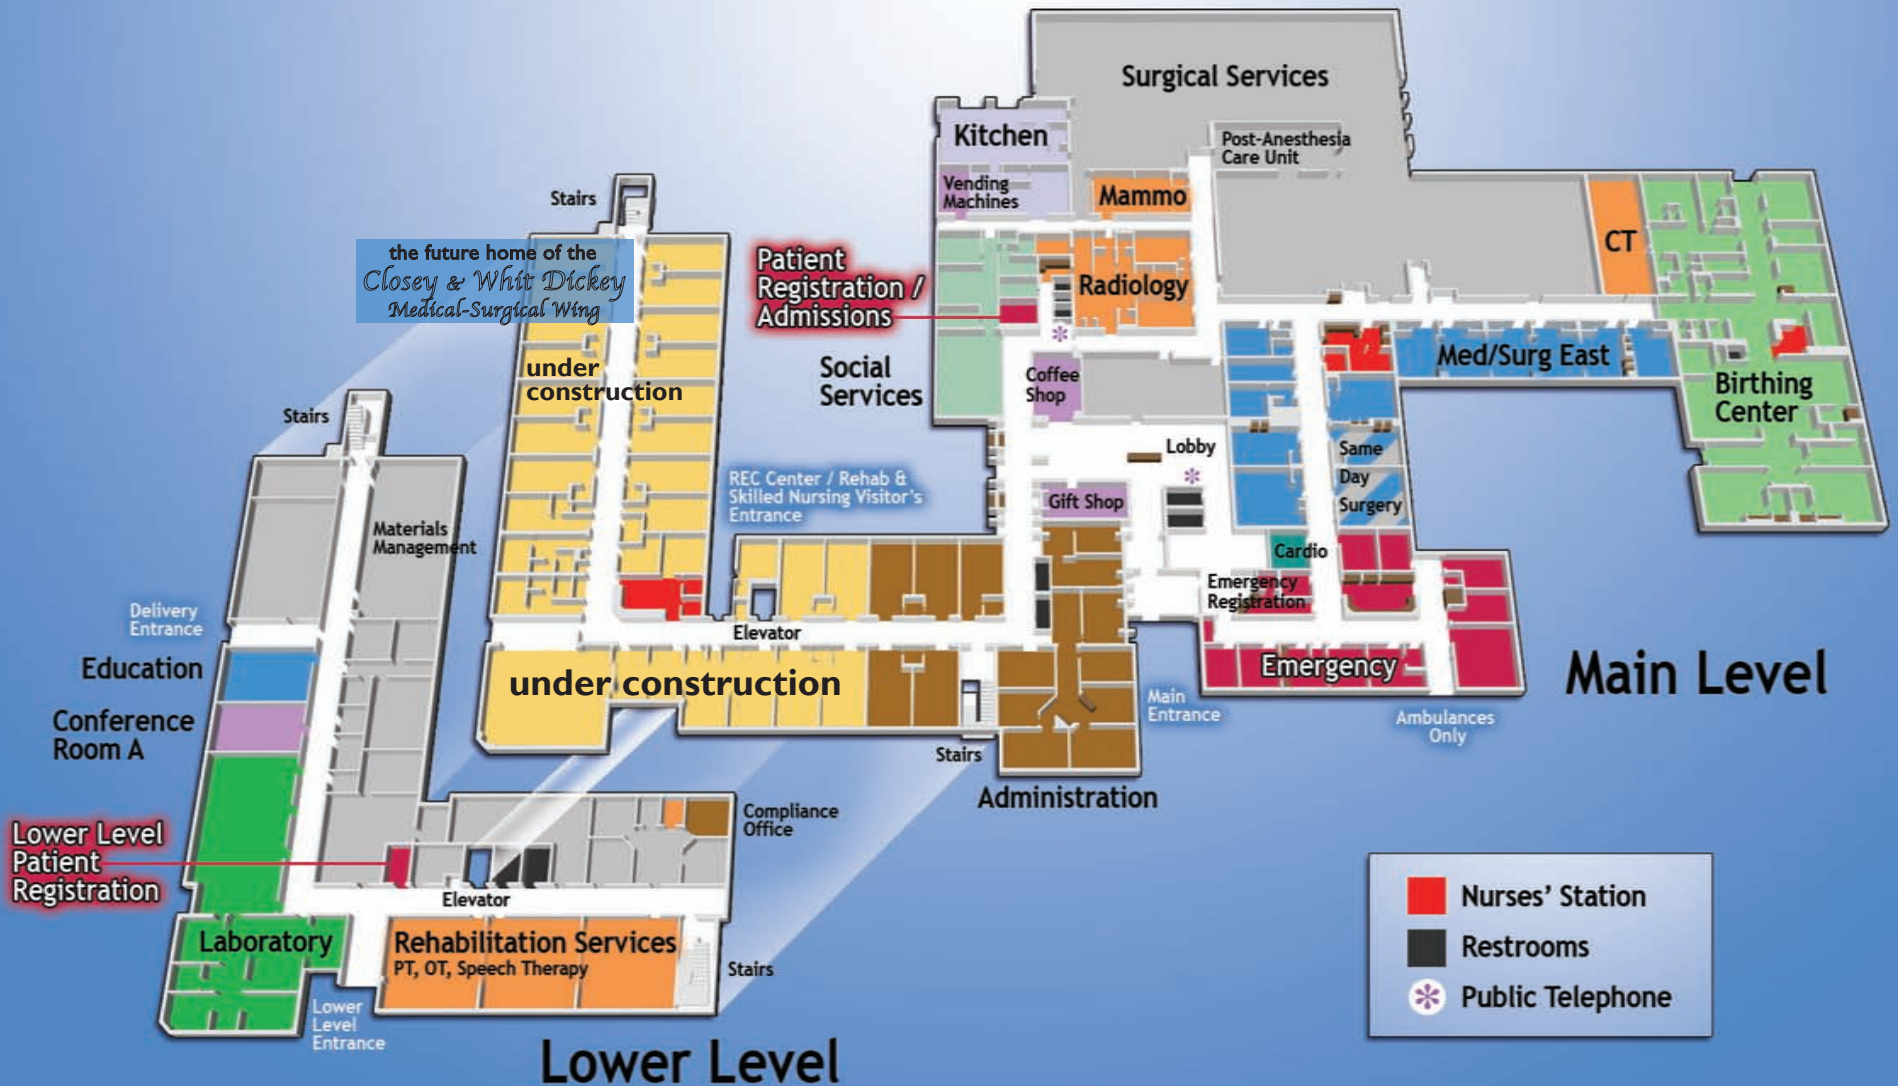 Surgical Services
Kitchen
Post-Anesthesia
Care Unit
Vending
Machines
Mammo
Stairs
CT
the future home of the
Closey & Whit Dickey
Medical-Surgical Wing
Patient
Registration /
Admissions
Radiology
under
construction
Social
Services
Coffee
Shop
Med/Surg East
Birthing
Center
Stairs
Lobby
Same
Day
Surgery
REC Center / Rehab &
Skilled Nursing Visitor's
Entrance
Gift Shop
Materials
Management
Cardio
Emergency
Registration
Delivery
Entrance
Elevator
Education
under construction
Emergency
Main Level
Conference
Room A
Main
Entrance
Ambulances
Only
Stairs
Administration
Compliance
Office
Lower Level
Patient
Registration
Elevator
Laboratory
Rehabilitation Services
PT, OT, Speech Therapy
Stairs
Lower
Level
Entrance
Lower Level
Nurses' Station
Restrooms
Public Telephone